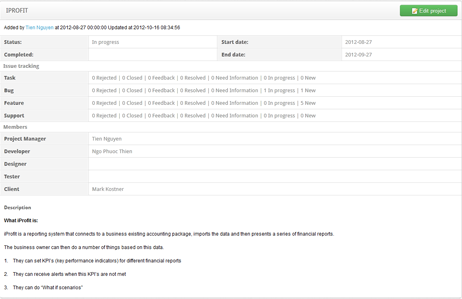 IPROFIT
Edit project
Added by Tien Nguyen at 2012-08-27 00:00:00 Updated at 2012-10-16 08:34:56
Status: In progress Start date: 2012-08-27
Completed: End date: 2012-09-27
Issue tracking
Task 0 Rejected | 0 Closed | 0 Feedback | 0 Resolved | 0 Need Information | 0 In progress | 0 New
Bug 0 Rejected | 0 Closed | 0 Feedback | 0 Resolved | 0 Need Information | 1 In progress | 1 New
Feature 0 Rejected | 0 Closed | 0 Feedback | 0 Resolved | 0 Need Information | 0 In progress | 5 New
Support 0 Rejected | 0 Closed | 0 Feedback | 0 Resolved | 0 Need Information | 0 In progress | 0 New
Members
Project Manager Tien Nguyen
Developer Ngo Phuoc Thien
Designer
Tester
Client Mark Kostner
Description
What iProfit is:
iProfit is a reporting system that connects to a business existing accounting package, imports the data and then presents a series of financial reports.
The business owner can then do a number of things based on this data.
1. They can set KPI's (key performance indicators) for different financial reports
2. They can receive alerts when this KPI's are not met
3. They can do "What if scenarios"